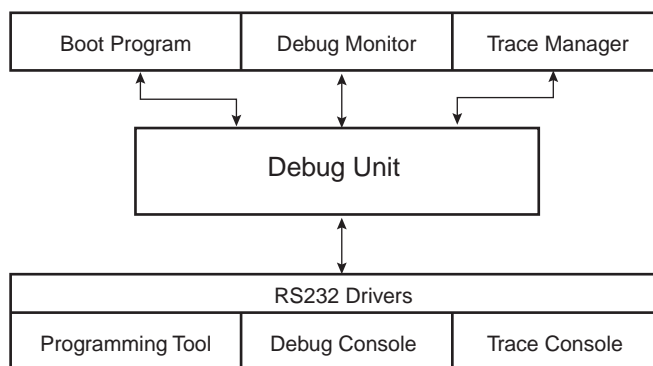 Boot Program
Debug Monitor
Trace Manager
Debug Unit
RS232 Drivers
Programming Tool
Debug Console
Trace Console